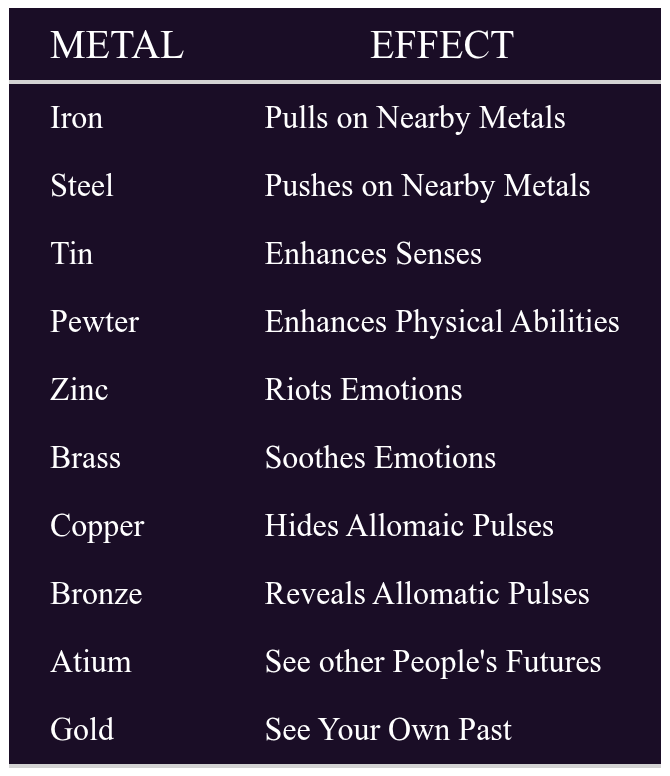 METAL EFFECT
Iron Pulls on Nearby Metals
Steel Pushes on Nearby Metals
Tin Enhances Senses
Pewter Enhances Physical Abilities
Zinc Riots Emotions
Brass Soothes Emotions
Copper Hides Allomaic Pulses
Bronze Reveals Allomatic Pulses
Atium See other People's Futures
Gold See Your Own Past